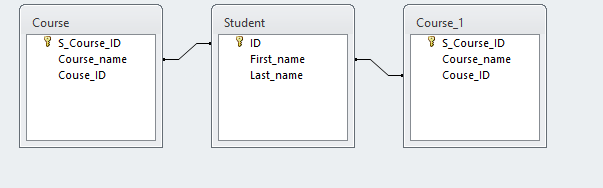 Course
S_Course_ID
Course_name
Couse_ID
Student
ID
First_name
Last_name
Course_1
S_Course_ID
Course_name
Couse_ID